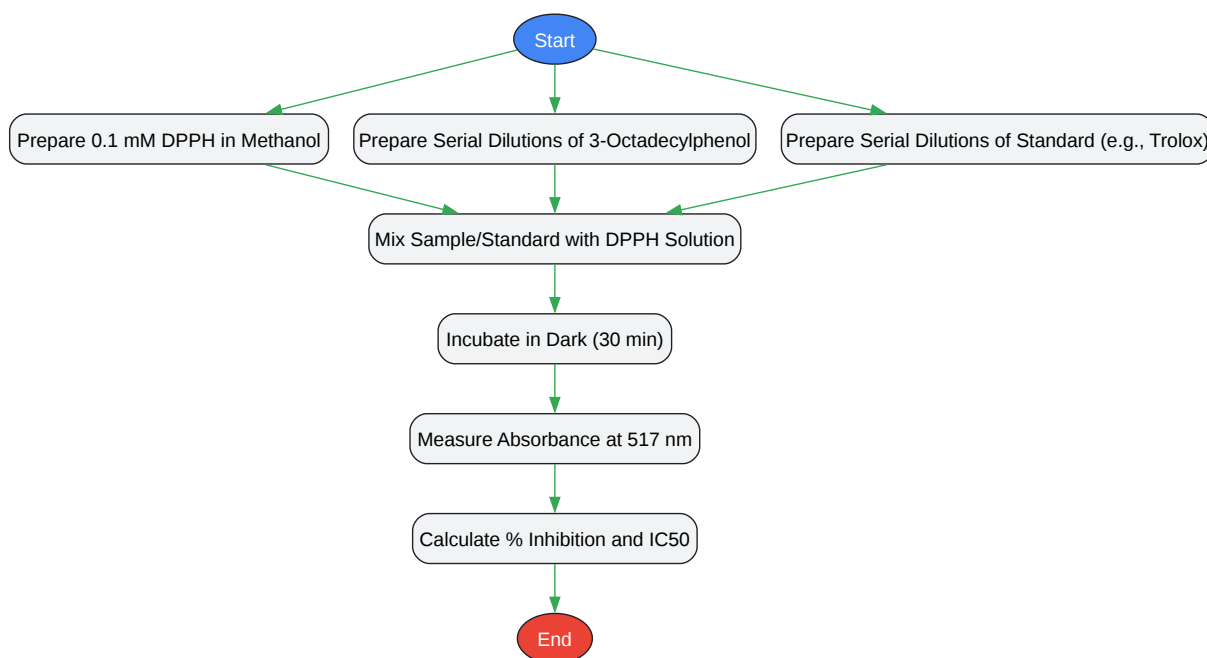 Start
Prepare 0.1 mM DPPH in Methanol
Prepare Serial Dilutions of 3-Octadecylphenol
Prepare Serial Dilutions of Standard (e.g., Trolox)
Mix Sample/Standard with DPPH Solution
Incubate in Dark (30 min)
Measure Absorbance at 517 nm
Calculate % Inhibition and IC50
End